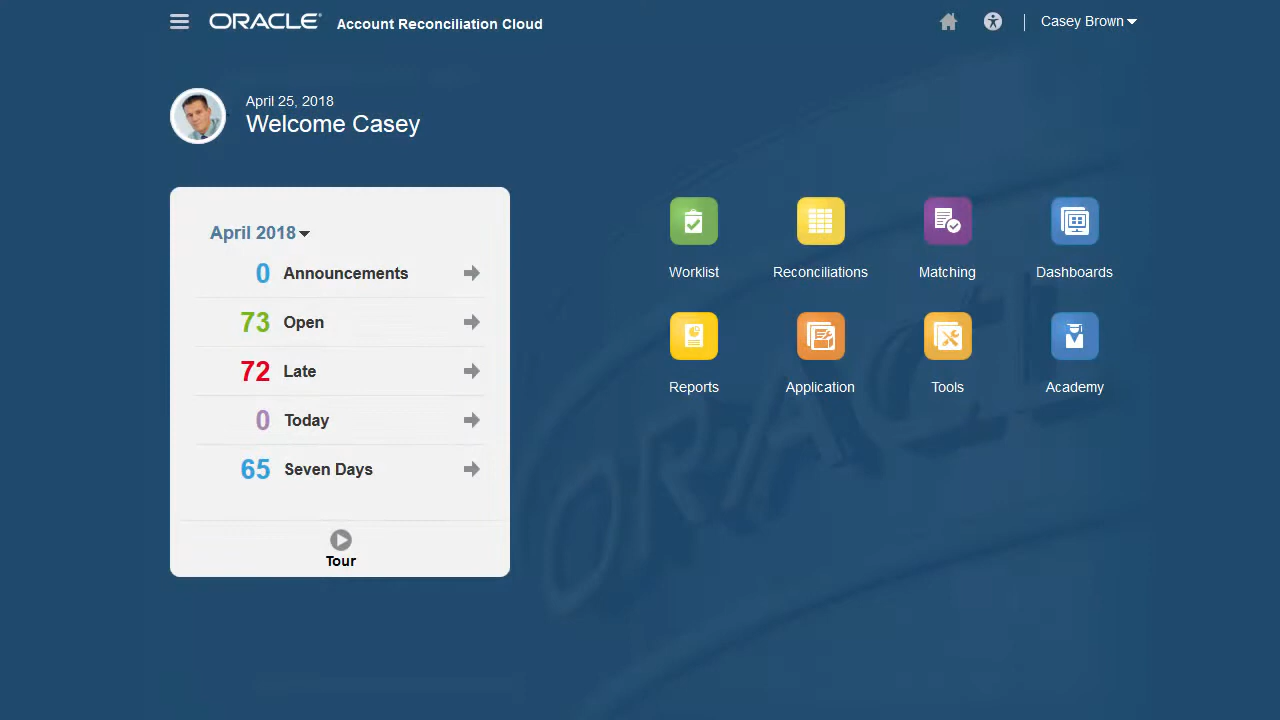 ORACLE Account Reconciliation Cloud
Casey Brown
April 25, 2018
Welcome Casey
April 2018
0 Announcements
73 Open
72 Late
0 Today
65 Seven Days
Tour
Worklist Reconciliations Matching Dashboards
Reports Application Tools Academy
ORACL